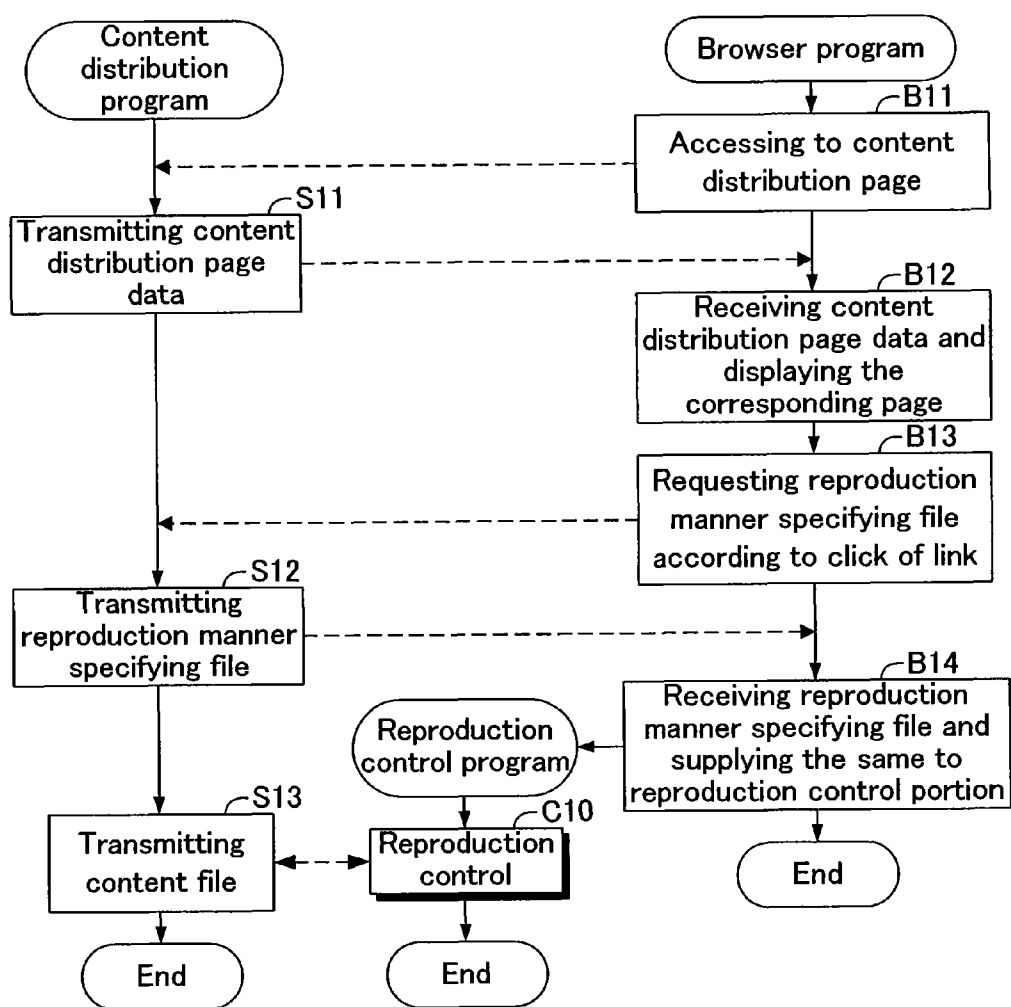 Content
distribution
program
Browser program
B11
Accessing to content
distribution page
S11
Transmitting content
distribution page
data
B12
Receiving content
distribution page data and
displaying the
corresponding page
B13
Requesting reproduction
manner specifying file
according to click of link
S12
Transmitting
reproduction manner
specifying file
B14
Receiving reproduction
manner specifying file and
supplying the same to
reproduction control portion
Reproduction
control program
S13
Transmitting
content file
C10
Reproduction
control
End
End
End